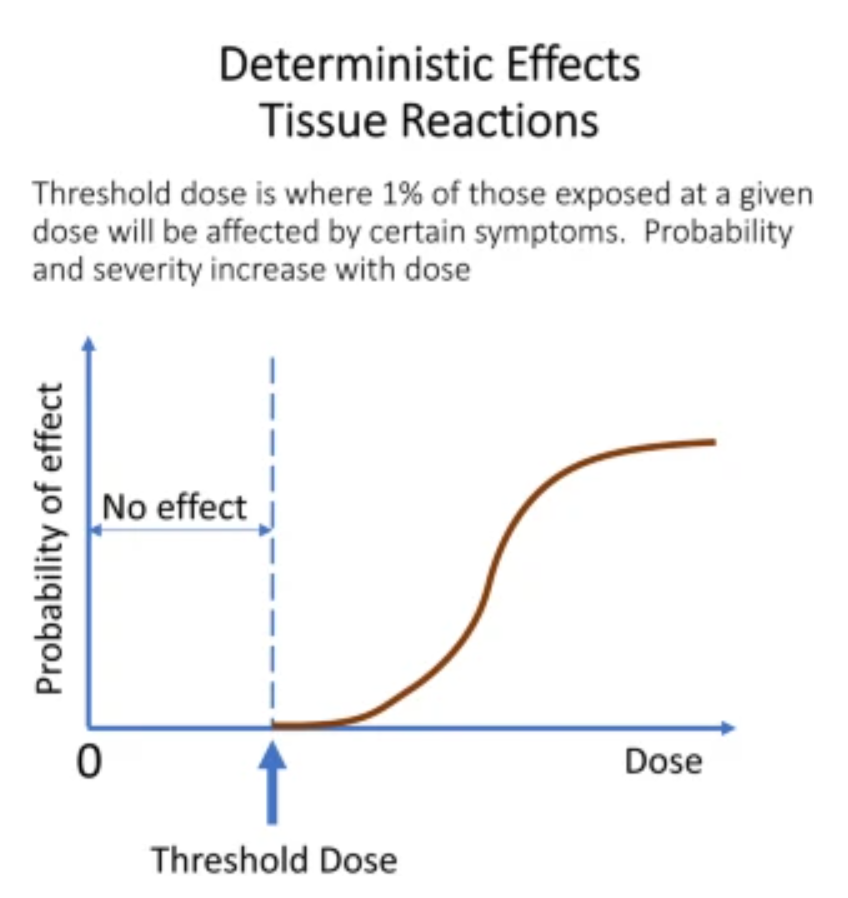 Deterministic Effects
Tissue Reactions
Threshold dose is where 1% of those exposed at a given
dose will be affected by certain symptoms.  Probability
and severity increase with dose
Probability of effect
No effect
0
Dose
Threshold Dose